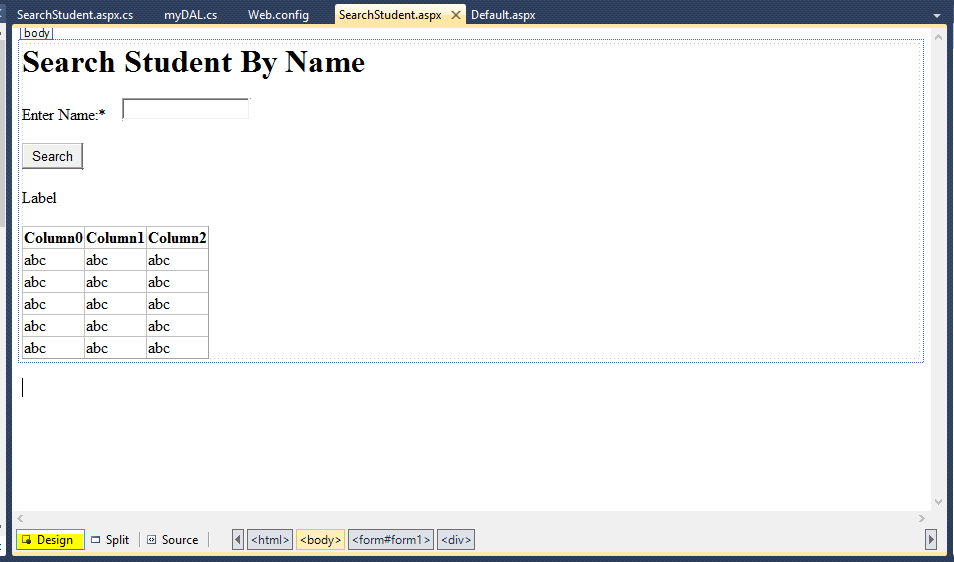 SearchStudent.aspx.cs myDAL.cs Web.config SearchStudent.aspx Default.aspx
body
Search Student By Name
Enter Name:*
Search
Label
Column0 Column1 Column2
abc abc abc
abc abc abc
abc abc abc
abc abc abc
abc abc abc
Design Split Source <html> <body> <form#form1> <div>